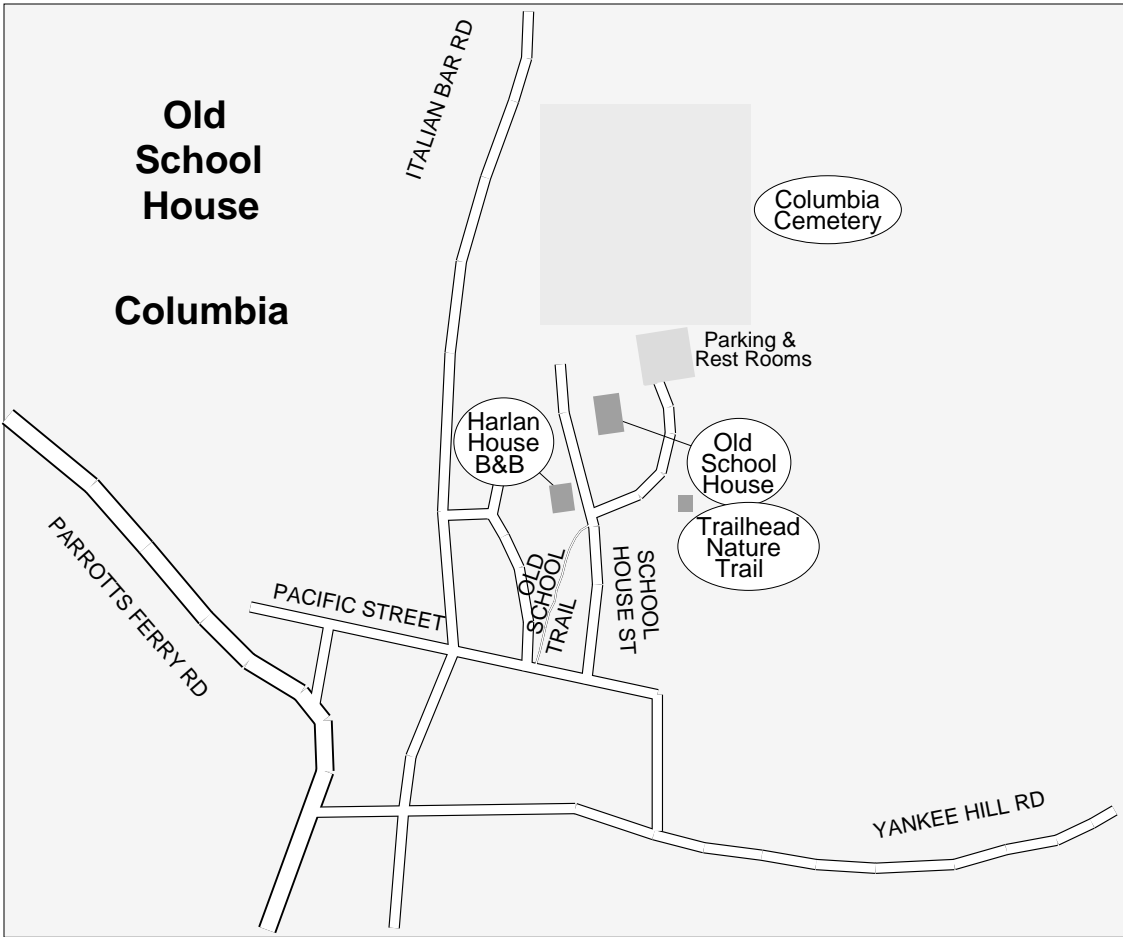 Old
School
House
Columbia
ITALIAN BAR RD
Columbia
Cemetery
Parking &
Rest Rooms
Harlan
House
B&B
Old
School
House
Trailhead
Nature
Trail
OLD
SCHOOL
TRAIL
SCHOOL
HOUSE ST
PACIFIC STREET
PARROTTS FERRY RD
YANKEE HILL RD